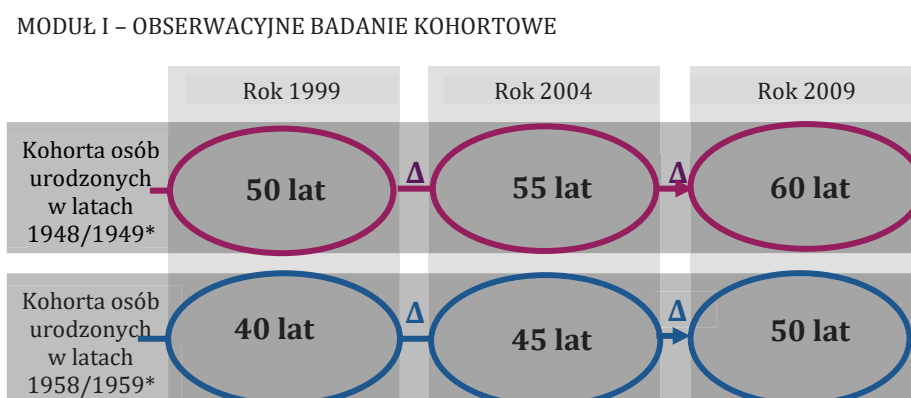 MODUŁ I – OBSERWACYJNE BADANIE KOHORTOWE
Rok 1999
Rok 2004
Rok 2009
Kohorta osób
urodzonych
w latach
1948/1949*
50 lat
Δ
55 lat
Δ
60 lat
Kohorta osób
urodzonych
w latach
1958/1959*
40 lat
Δ
45 lat
Δ
50 lat